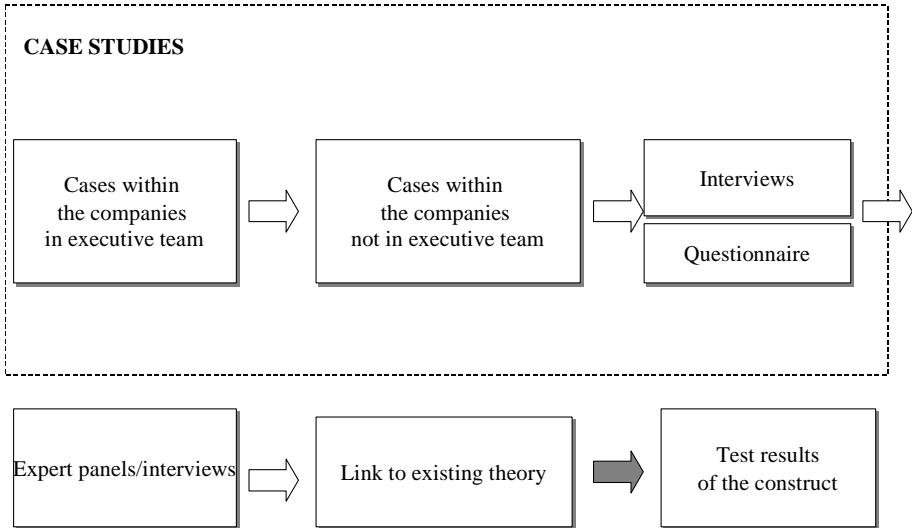 CASE STUDIES
Cases within
the companies
in executive team
Cases within
the companies
not in executive team
Interviews
Questionnaire
Expert panels/interviews
Link to existing theory
Test results
of the construct